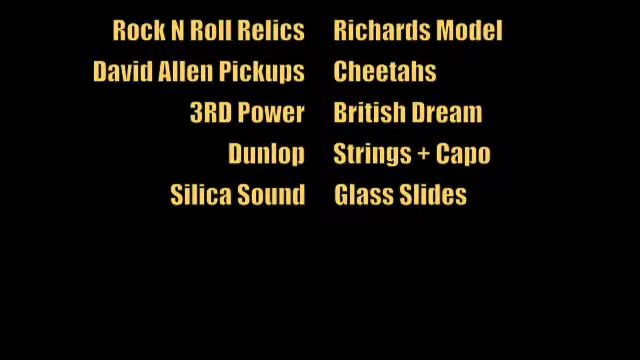 Rock N Roll Relics Richards Model
David Allen Pickups Cheetahs
3RD Power British Dream
Dunlop Strings + Capo
Silica Sound Glass Slides